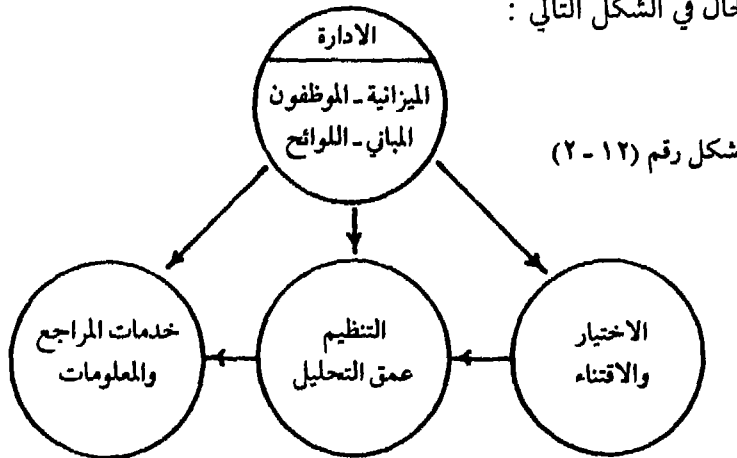 حال في الشكل التالي :
الادارة
الميزانية ـ الموظفون
المباني ـ اللوائح
شكل رقم (١٢ ـ ٢)
الاختيار
والاقتناء
التنظيم
عمق التحليل
خدمات المراجع
والمعلومات